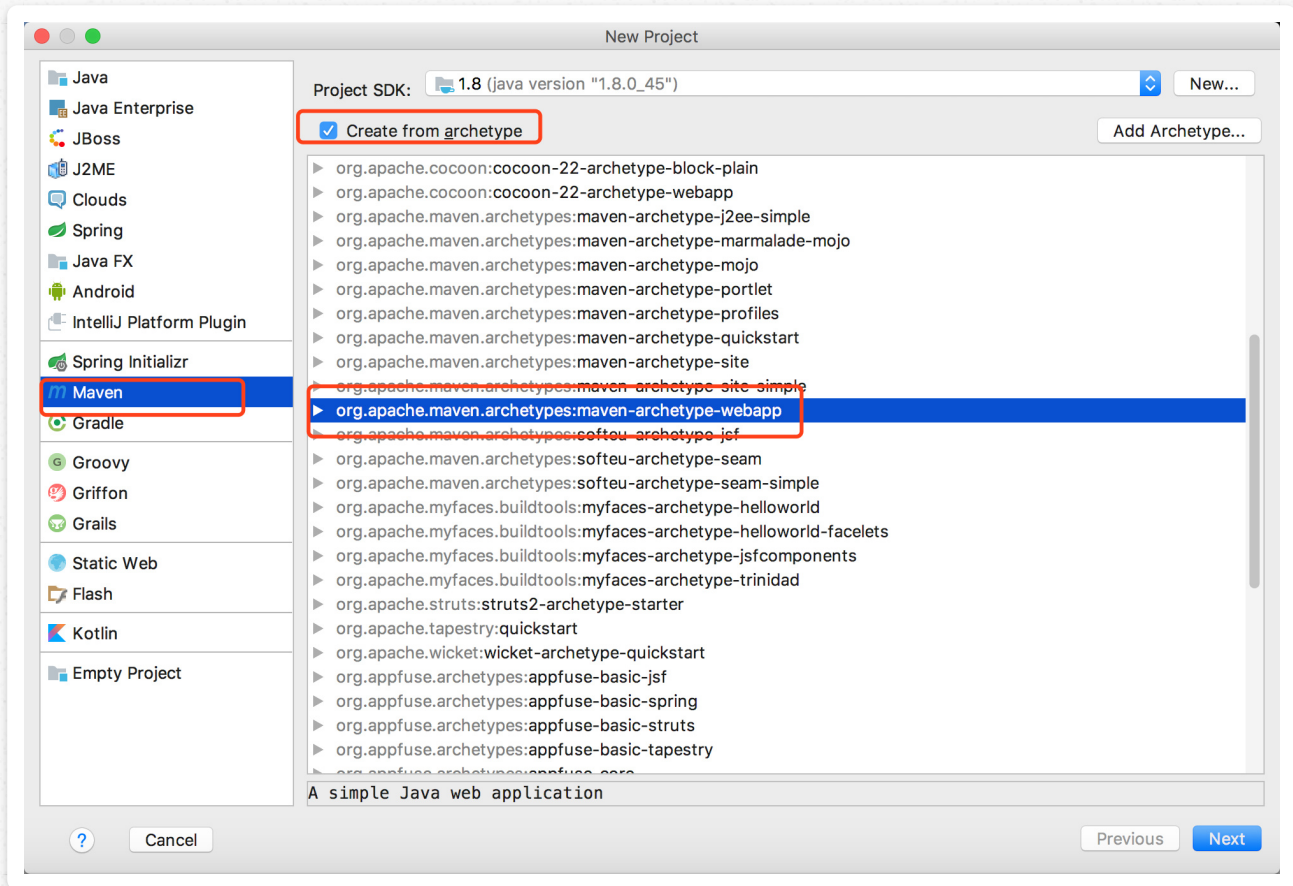 New Project
Java
Java Enterprise
JBoss
J2ME
Clouds
Spring
Java FX
Android
IntelliJ Platform Plugin
Spring Initializr
Maven
Gradle
Groovy
Griffon
Grails
Static Web
Flash
Kotlin
Empty Project
Project SDK: 1.8 (java version "1.8.0_45") New...
Create from archetype Add Archetype...
org.apache.cocoon:cocoon-22-archetype-block-plain
org.apache.cocoon:cocoon-22-archetype-webapp
org.apache.maven.archetypes:maven-archetype-j2ee-simple
org.apache.maven.archetypes:maven-archetype-marmalade-mojo
org.apache.maven.archetypes:maven-archetype-mojo
org.apache.maven.archetypes:maven-archetype-portlet
org.apache.maven.archetypes:maven-archetype-profiles
org.apache.maven.archetypes:maven-archetype-quickstart
org.apache.maven.archetypes:maven-archetype-site
org.apache.maven.archetypes:maven-archetype-site-simple
org.apache.maven.archetypes:maven-archetype-webapp
org.apache.maven.archetypes:softeu-archetype-jsf
org.apache.maven.archetypes:softeu-archetype-seam
org.apache.maven.archetypes:softeu-archetype-seam-simple
org.apache.myfaces.buildtools:myfaces-archetype-helloworld
org.apache.myfaces.buildtools:myfaces-archetype-helloworld-facelets
org.apache.myfaces.buildtools:myfaces-archetype-jsfcomponents
org.apache.myfaces.buildtools:myfaces-archetype-trinidad
org.apache.struts:struts2-archetype-starter
org.apache.tapestry:quickstart
org.apache.wicket:wicket-archetype-quickstart
org.appfuse.archetypes:appfuse-basic-jsf
org.appfuse.archetypes:appfuse-basic-spring
org.appfuse.archetypes:appfuse-basic-struts
org.appfuse.archetypes:appfuse-basic-tapestry
org.appfuse.archetypes:appfuse-core
A simple Java web application
? Cancel Previous Next